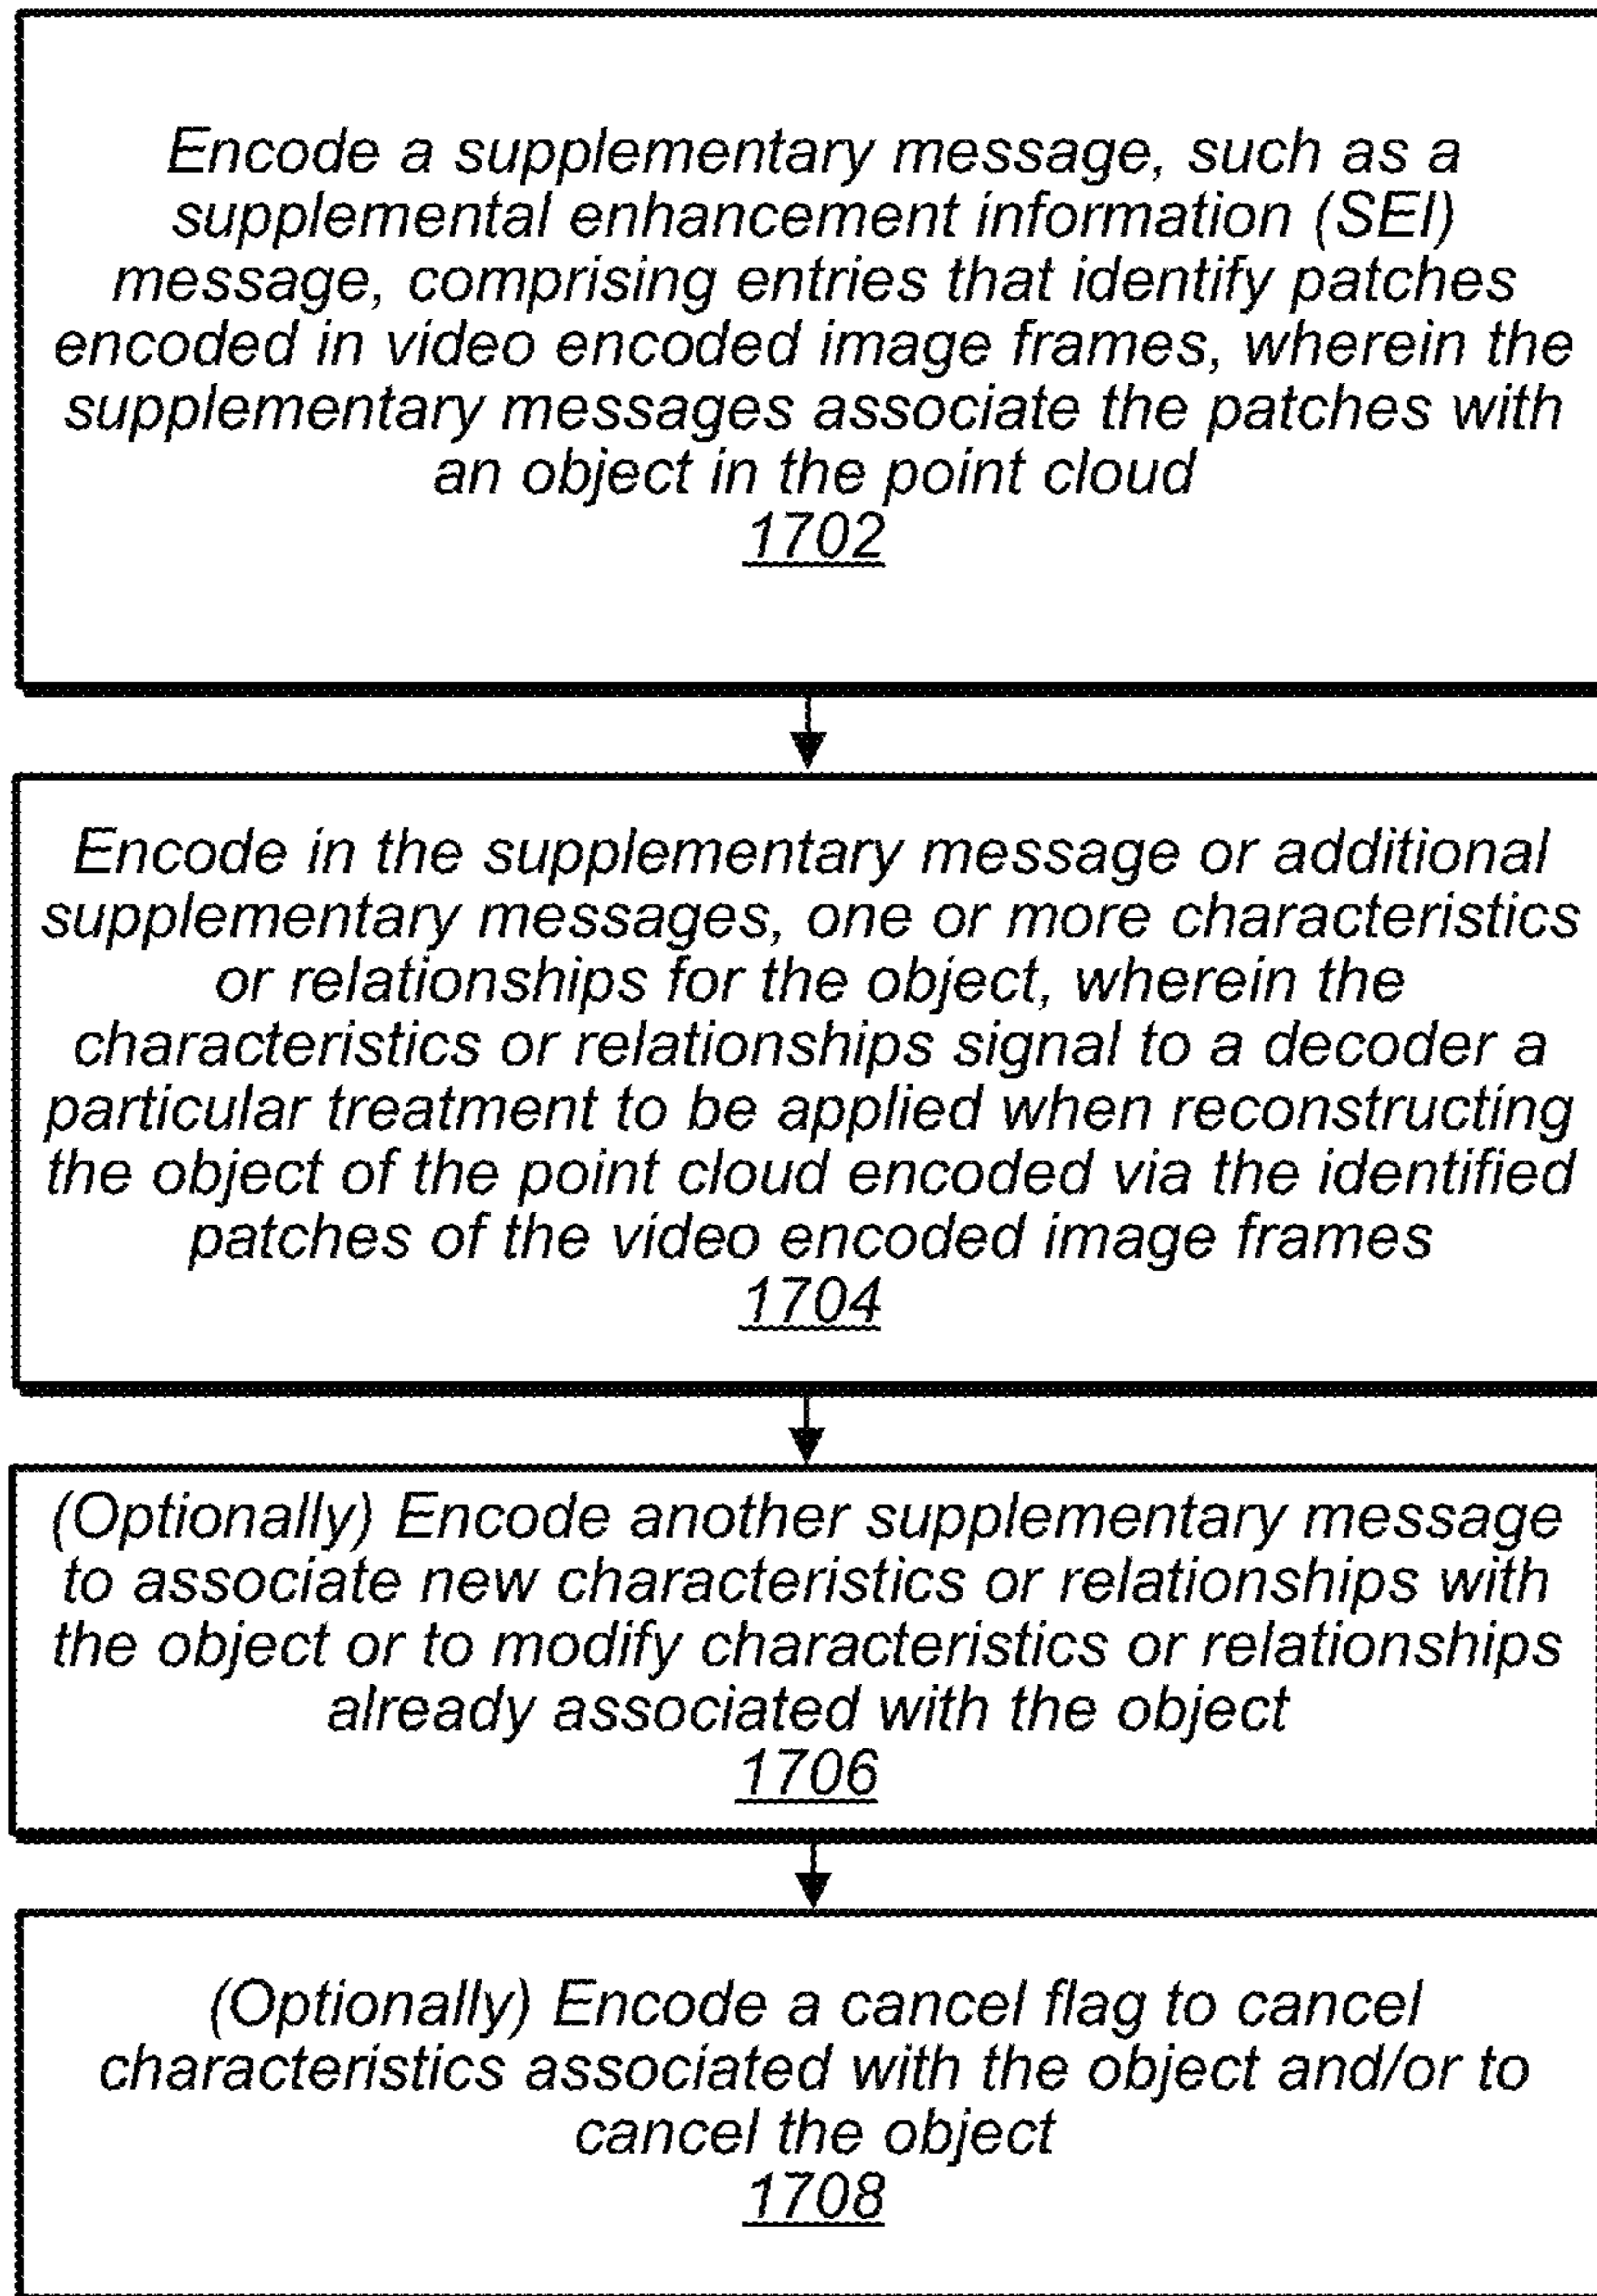 Encode a supplementary message, such as a
supplemental enhancement information (SEI)
message, comprising entries that identify patches
encoded in video encoded image frames, wherein the
supplementary messages associate the patches with
an object in the point cloud
1702
Encode in the supplementary message or additional
supplementary messages, one or more characteristics
or relationships for the object, wherein the
characteristics or relationships signal to a decoder a
particular treatment to be applied when reconstructing
the object of the point cloud encoded via the identified
patches of the video encoded image frames
1704
(Optionally) Encode another supplementary message
to associate new characteristics or relationships with
the object or to modify characteristics or relationships
already associated with the object
1706
(Optionally) Encode a cancel flag to cancel
characteristics associated with the object and/or to
cancel the object
1708